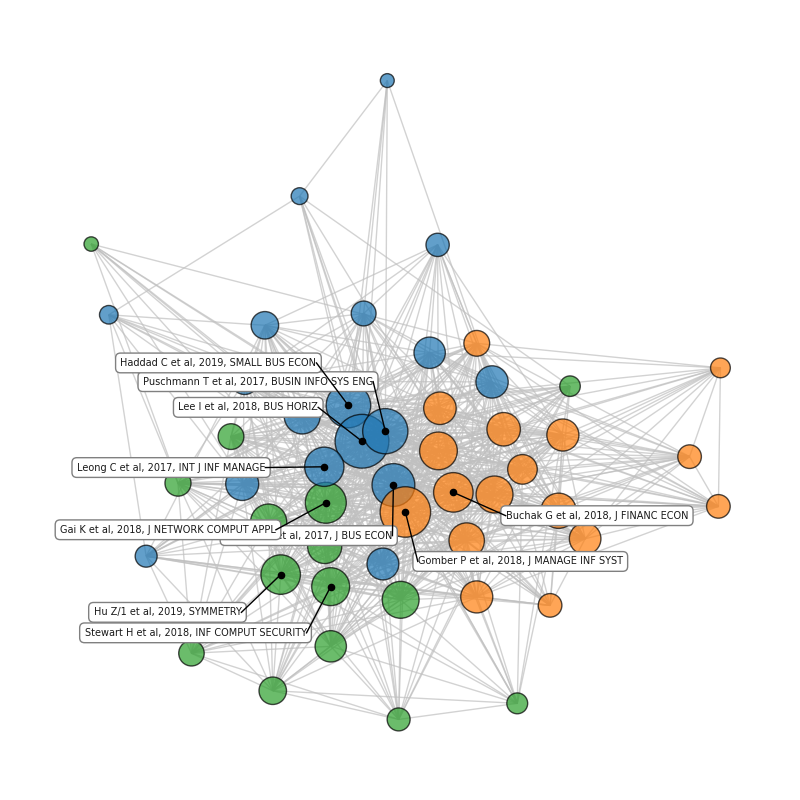 Haddad C et al, 2019, SMALL BUS ECON
Puschmann T et al, 2017, BUSIN INFO SYS ENG
Lee I et al, 2018, BUS HORIZ
Leong C et al, 2017, INT J INF MANAGE
Buchak G et al, 2018, J FINANC ECON
Gai K et al, 2018, J NETWORK COMPUT APPL
et al, 2017, J BUS ECON
Gomber P et al, 2018, J MANAGE INF SYST
Hu Z/1 et al, 2019, SYMMETRY
Stewart H et al, 2018, INF COMPUT SECURITY